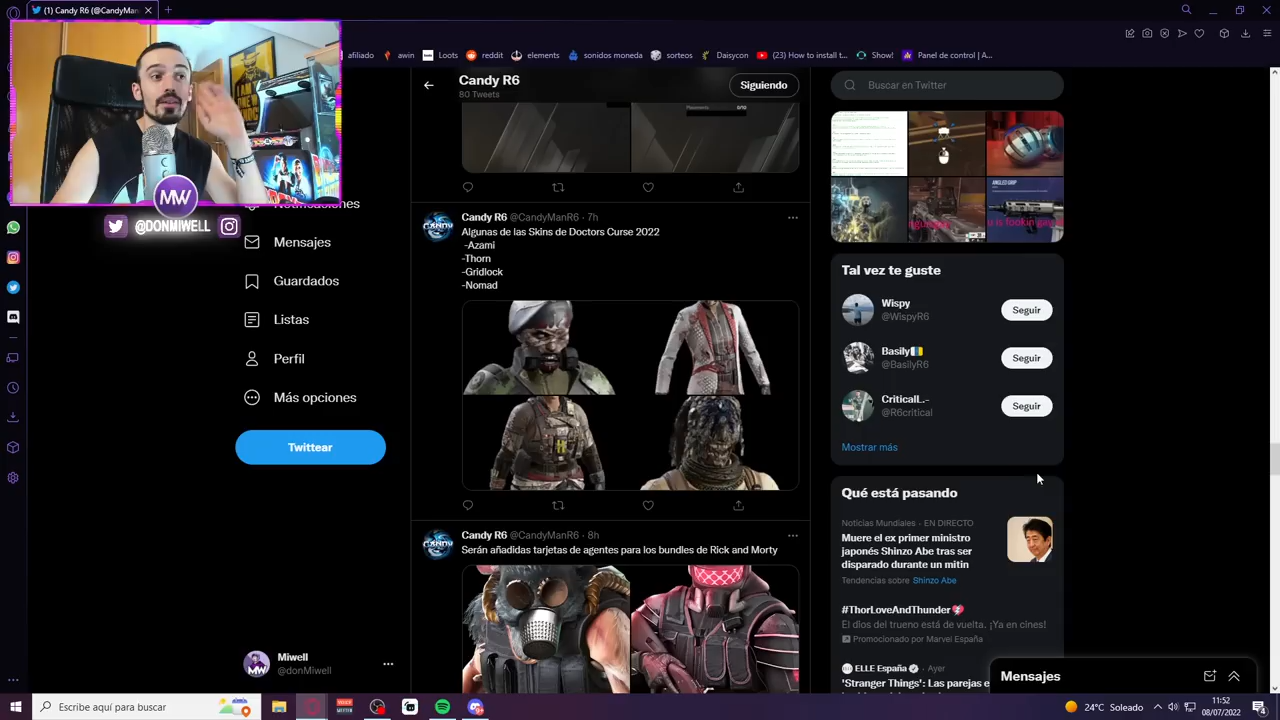 (1) Candy R6 (@CandyMan
afiliado
awin
Loots
reddit
elements
sonidos moneda
sorteos
Daisycon
(23) How to install t...
Show!
Panel de control | A...
I AM
MW
@DONMIWELL
Notificaciones
Mensajes
Guardados
Listas
Perfil
Más opciones
Twittear
Miwell
@donMiwell
Candy R6
80 Tweets
Siguiendo
Candy R6 @CandyManR6 · 7h
Algunas de las Skins de Doctors Curse 2022
-Azami
-Thorn
-Gridlock
-Nomad
Candy R6 @CandyManR6 · 8h
Serán añadidas tarjetas de agentes para los bundles de Rick and Morty
Buscar en Twitter
ANGLED GRIP
Tal vez te guste
Wispy
@WispyR6
Seguir
Basily
@BasilyR6
Seguir
CriticalL.-
@R6critical
Seguir
Mostrar más
Qué está pasando
Noticias Mundiales · EN DIRECTO
Muere el ex primer ministro
japonés Shinzo Abe tras ser
disparado durante un mitin
Tendencias sobre Shinzo Abe
#ThorLoveAndThunder
El dios del trueno está de vuelta. ¡Ya en cines!
Promocionado por Marvel España
ELLE España · Ayer
'Stranger Things': Las parejas e
Mensajes
Escribe aquí para buscar
24°C Soleado
11:52
08/07/2022